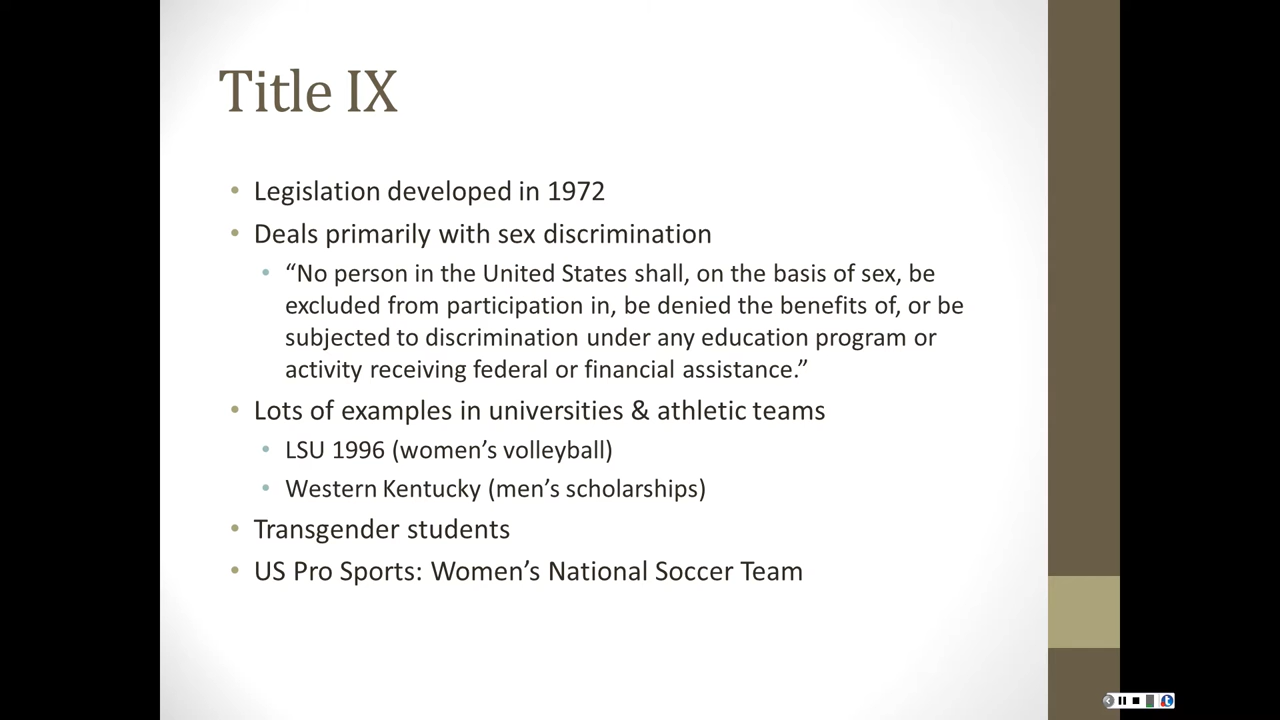 Title IX
• Legislation developed in 1972
• Deals primarily with sex discrimination
• “No person in the United States shall, on the basis of sex, be
excluded from participation in, be denied the benefits of, or be
subjected to discrimination under any education program or
activity receiving federal or financial assistance.”
• Lots of examples in universities & athletic teams
• LSU 1996 (women’s volleyball)
• Western Kentucky (men’s scholarships)
• Transgender students
• US Pro Sports: Women’s National Soccer Team